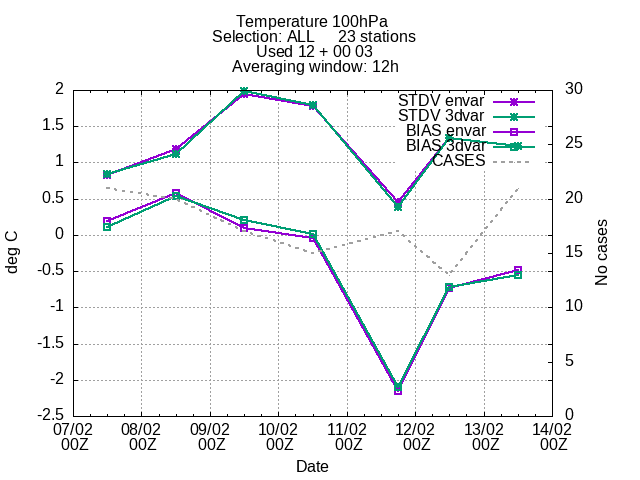 Temperature 100hPa
Selection: ALL 23 stations
Used 12 + 00 03
Averaging window: 12h
STDV envar
STDV 3dvar
BIAS envar
BIAS 3dvar
CASES
2
1.5
1
0.5
0
-0.5
-1
-1.5
-2
-2.5
deg C
30
25
20
15
10
5
0
No cases
07/02 08/02 09/02 10/02 11/02 12/02 13/02 14/02
00Z 00Z 00Z 00Z 00Z 00Z 00Z 00Z
Date